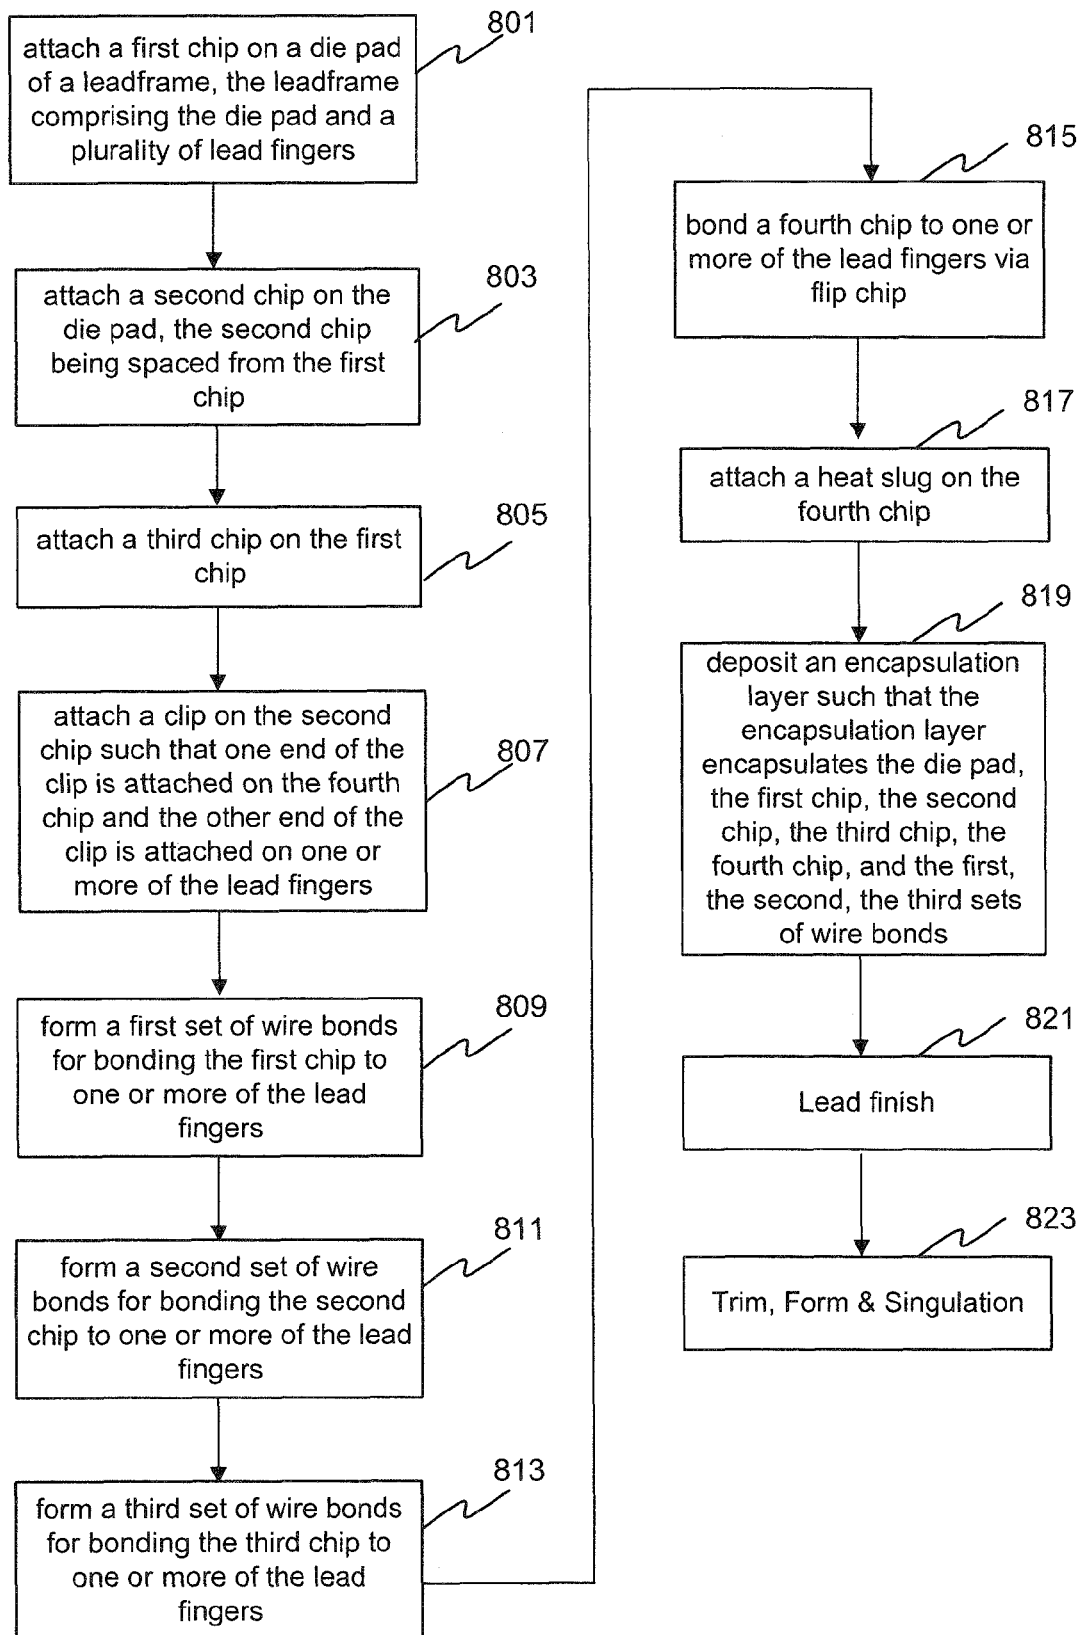 801
attach a first chip on a die pad
of a leadframe, the leadframe
comprising the die pad and a
plurality of lead fingers
803
attach a second chip on the
die pad, the second chip
being spaced from the first
chip
805
attach a third chip on the first
chip
807
attach a clip on the second
chip such that one end of the
clip is attached on the fourth
chip and the other end of the
clip is attached on one or
more of the lead fingers
809
form a first set of wire bonds
for bonding the first chip to
one or more of the lead
fingers
811
form a second set of wire
bonds for bonding the second
chip to one or more of the lead
fingers
813
form a third set of wire bonds
for bonding the third chip to
one or more of the lead
fingers
815
bond a fourth chip to one or
more of the lead fingers via
flip chip
817
attach a heat slug on the
fourth chip
819
deposit an encapsulation
layer such that the
encapsulation layer
encapsulates the die pad,
the first chip, the second
chip, the third chip, the
fourth chip, and the first,
the second, the third sets
of wire bonds
821
Lead finish
823
Trim, Form & Singulation